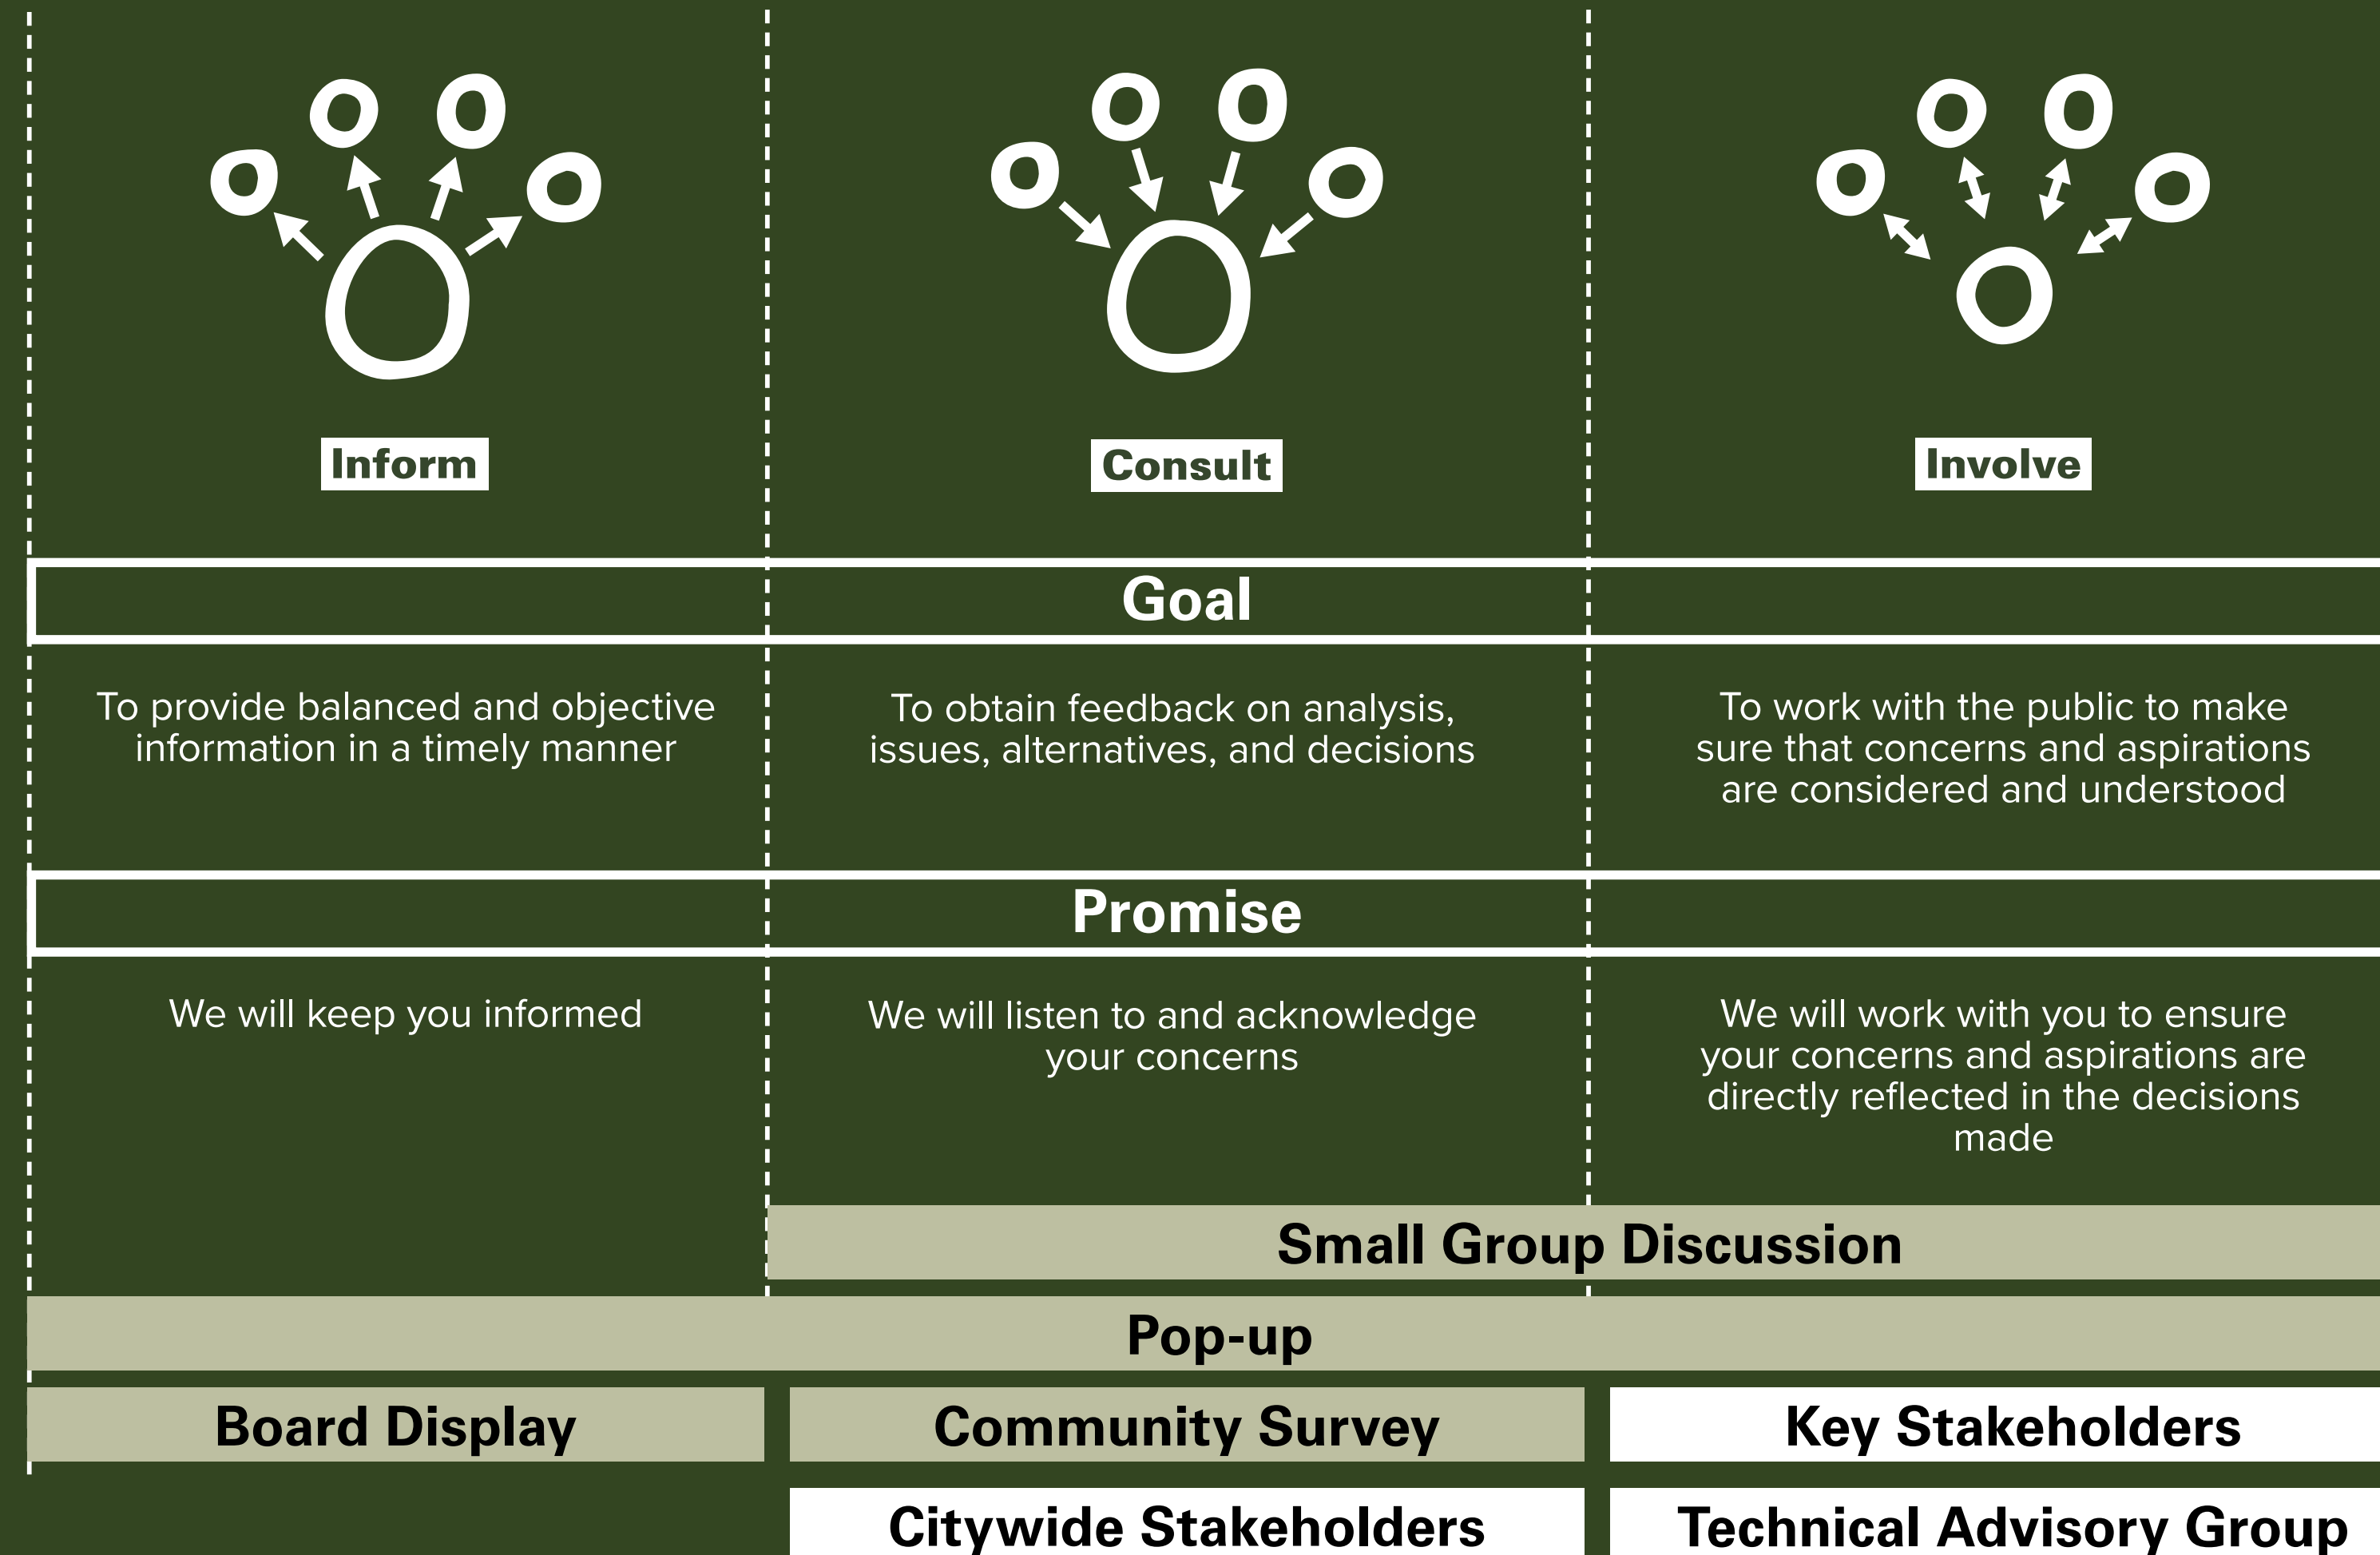 Inform
Consult
Involve
Goal
To provide balanced and objective
information in a timely manner
To obtain feedback on analysis,
issues, alternatives, and decisions
To work with the public to make
sure that concerns and aspirations
are considered and understood
Promise
We will keep you informed
We will listen to and acknowledge
your concerns
We will work with you to ensure
your concerns and aspirations are
directly reflected in the decisions
made
Small Group Discussion
Pop-up
Board Display
Community Survey
Key Stakeholders
Citywide Stakeholders
Technical Advisory Group